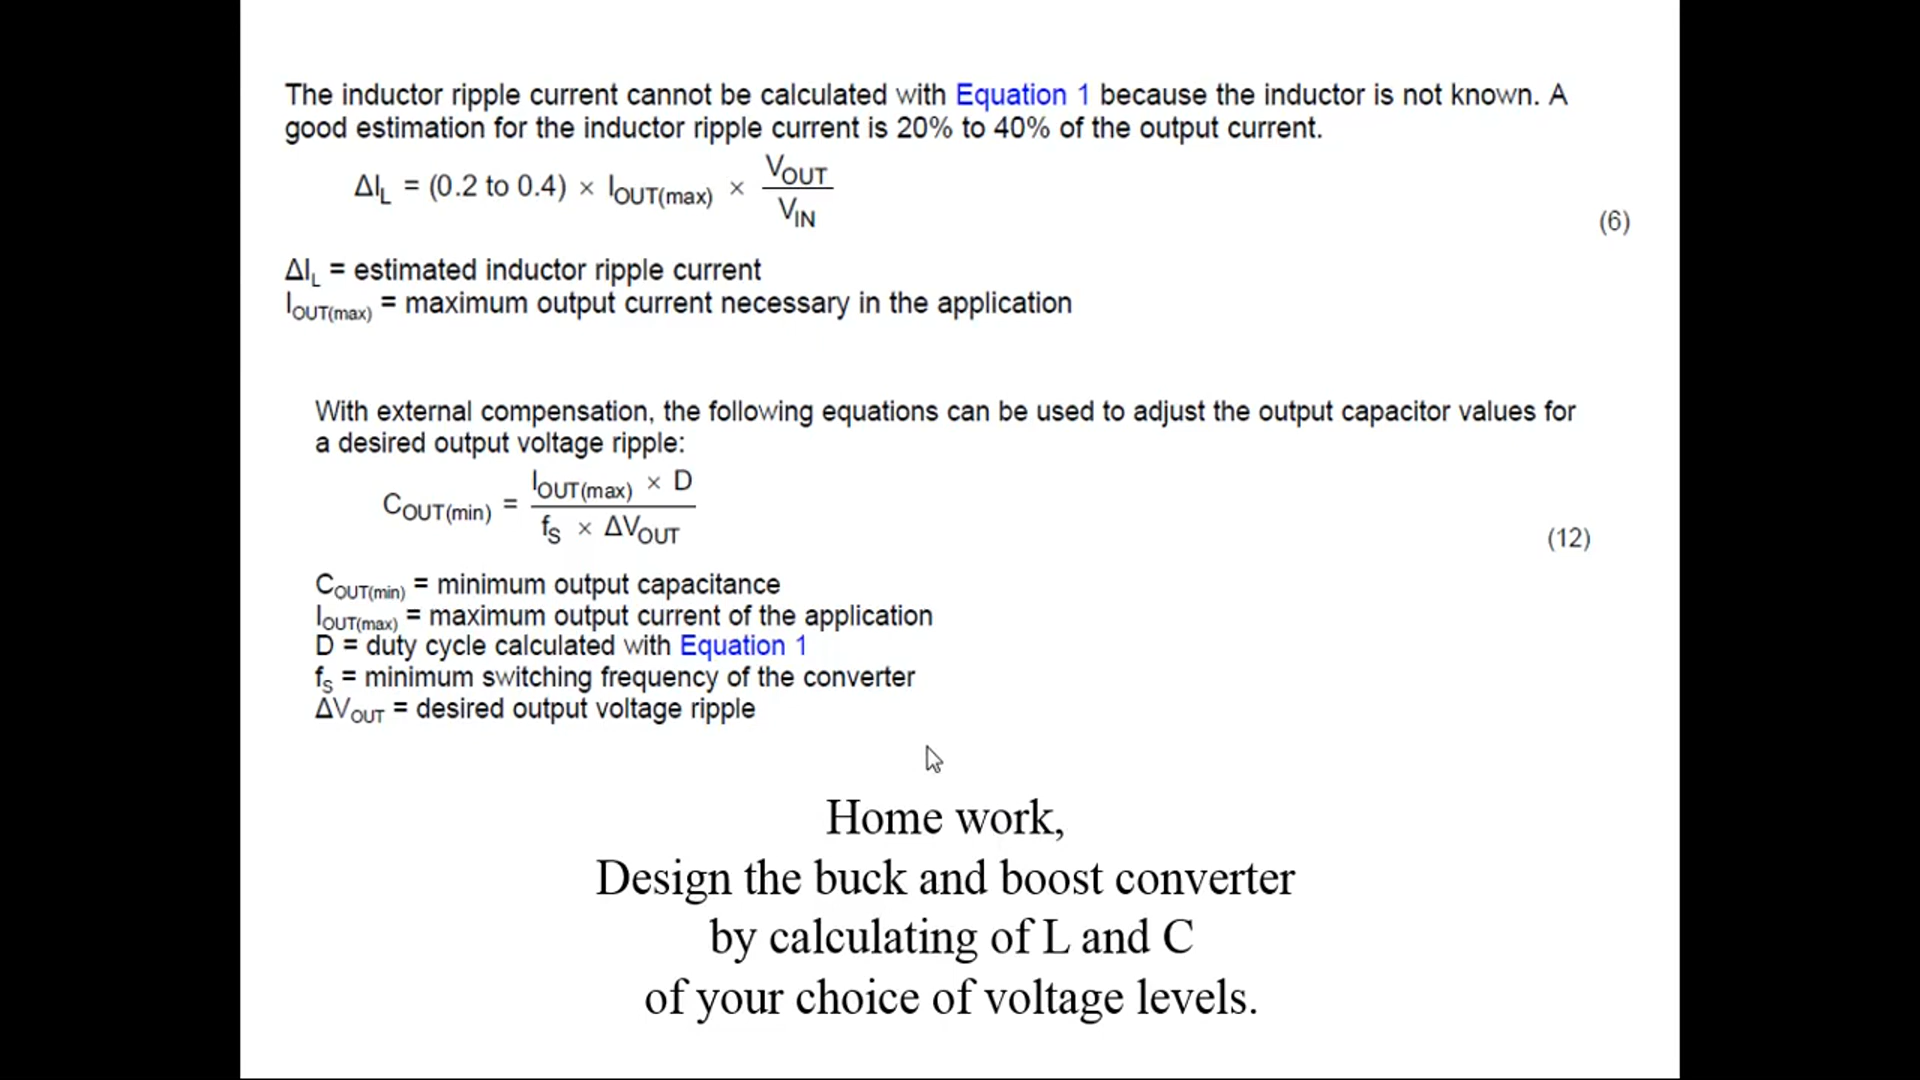 The inductor ripple current cannot be calculated with Equation 1 because the inductor is not known. A
good estimation for the inductor ripple current is 20% to 40% of the output current.
ΔIL = (0.2 to 0.4) × IOUT(max) × VOUT / VIN
(6)
ΔIL = estimated inductor ripple current
IOUT(max) = maximum output current necessary in the application
With external compensation, the following equations can be used to adjust the output capacitor values for
a desired output voltage ripple:
COUT(min) = IOUT(max) × D / fS × ΔVOUT
(12)
COUT(min) = minimum output capacitance
IOUT(max) = maximum output current of the application
D = duty cycle calculated with Equation 1
fS = minimum switching frequency of the converter
ΔVOUT = desired output voltage ripple
Home work,
Design the buck and boost converter
by calculating of L and C
of your choice of voltage levels.